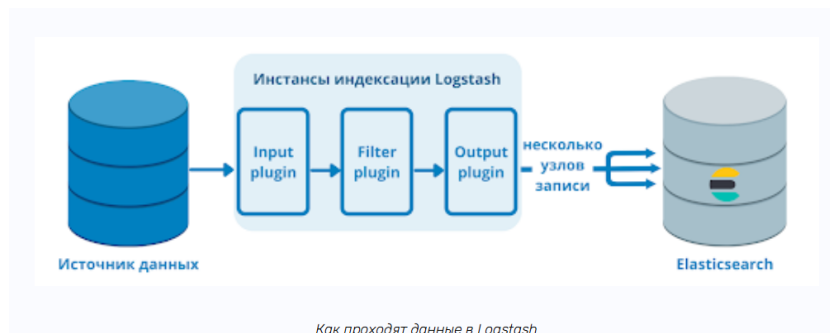 Инстансы индексации Logstash
Input
plugin
Filter
plugin
Output
plugin
несколько
узлов
записи
Источник данных
Elasticsearch
Как проходят данные в Logstash